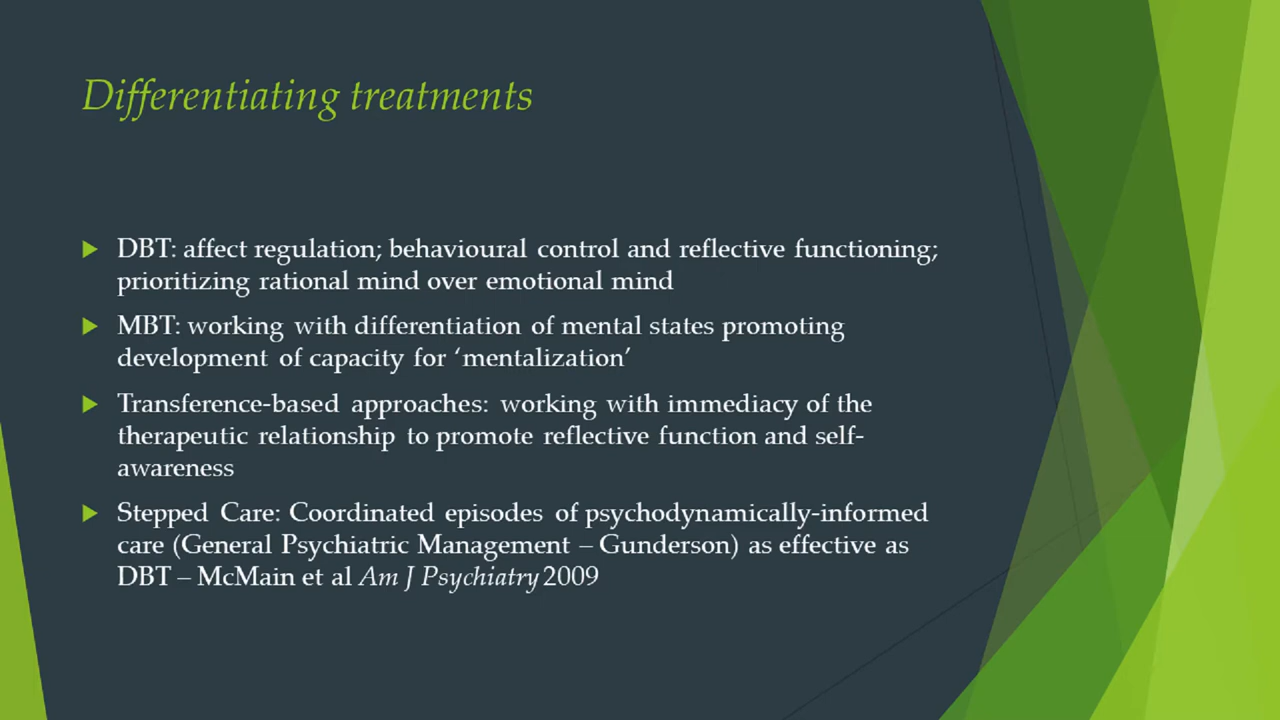 Differentiating treatments
DBT: affect regulation; behavioural control and reflective functioning;
prioritizing rational mind over emotional mind
MBT: working with differentiation of mental states promoting
development of capacity for ‘mentalization’
Transference-based approaches: working with immediacy of the
therapeutic relationship to promote reflective function and self-
awareness
Stepped Care: Coordinated episodes of psychodynamically-informed
care (General Psychiatric Management – Gunderson) as effective as
DBT – McMain et al Am J Psychiatry 2009